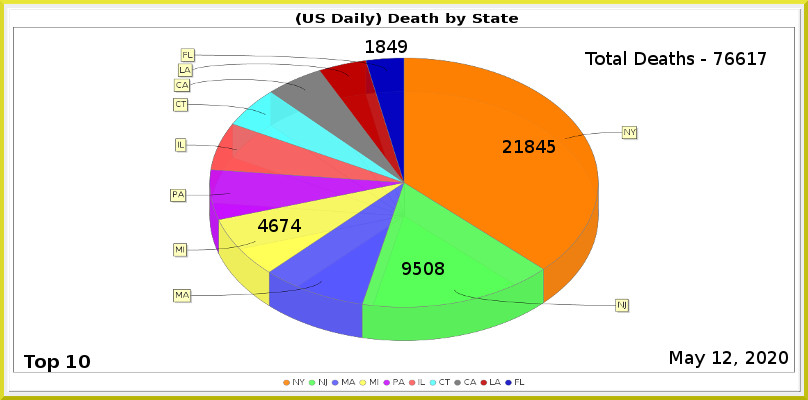 (US Daily) Death by State
1849
Total Deaths - 76617
FL
LA
CA
CT
IL
PA
MI
MA
NY
NJ
21845
4674
9508
Top 10
May 12, 2020
NY NJ MA MI PA IL CT CA LA FL